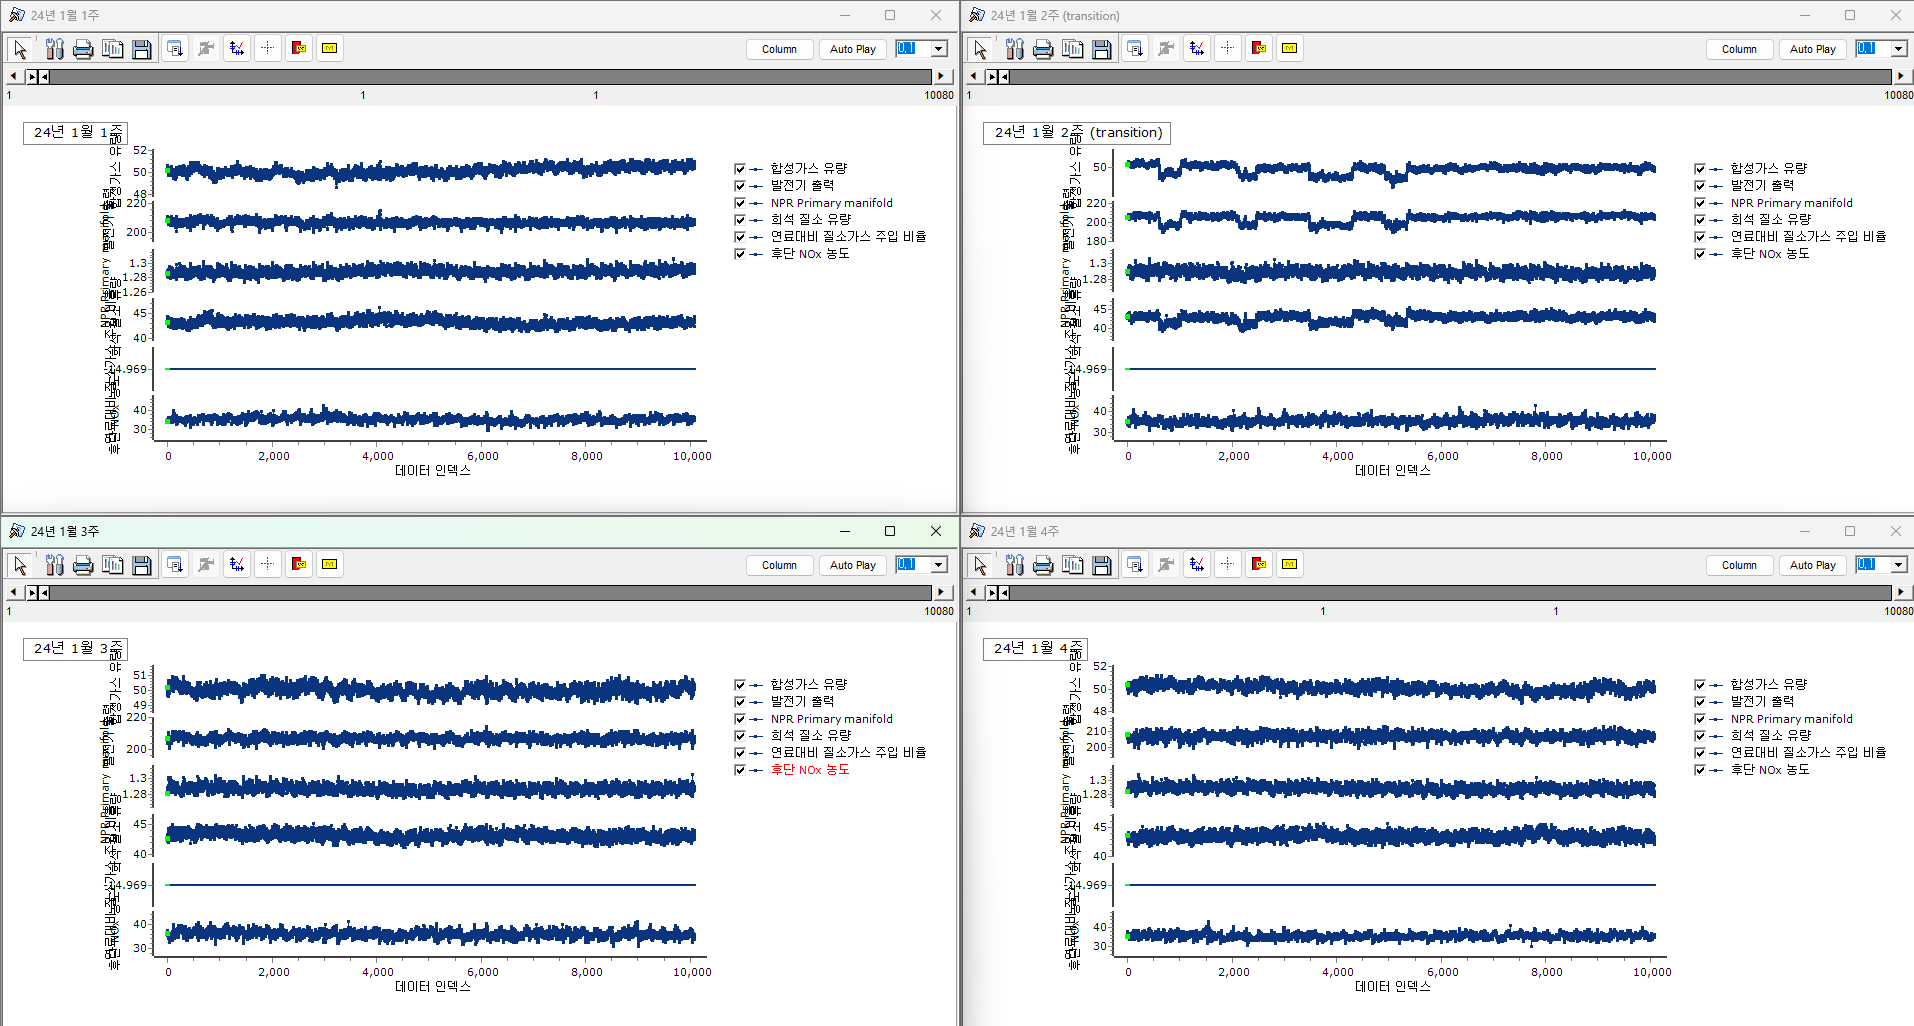 24년 1월 1주
Column
Auto Play
0,1
1
1
1
10080
24년 1월 1주
52
50
48
220
200
1.3
1.28
1.26
45
40
14.969
40
30
0
2,000
4,000
6,000
8,000
10,000
데이터 인덱스
합성가스 유량
발전기 출력
NPR Primary manifold
희석 질소 유량
연료대비 질소가스 주입 비율
후단 NOx 농도
24년 1월 2주 (transition)
Column
Auto Play
0,1
1
10080
24년 1월 2주 (transition)
50
220
200
180
1.3
1.28
45
40
14.969
40
30
0
2,000
4,000
6,000
8,000
10,000
데이터 인덱스
합성가스 유량
발전기 출력
NPR Primary manifold
희석 질소 유량
연료대비 질소가스 주입 비율
후단 NOx 농도
24년 1월 3주
Column
Auto Play
0,1
1
10080
24년 1월 3주
51
50
49
220
200
1.3
1.28
45
40
14.969
40
30
0
2,000
4,000
6,000
8,000
10,000
데이터 인덱스
합성가스 유량
발전기 출력
NPR Primary manifold
희석 질소 유량
연료대비 질소가스 주입 비율
후단 NOx 농도
24년 1월 4주
Column
Auto Play
0,1
1
1
1
10080
24년 1월 4주
52
50
48
210
200
1.3
1.28
45
40
14.969
40
30
0
2,000
4,000
6,000
8,000
10,000
데이터 인덱스
합성가스 유량
발전기 출력
NPR Primary manifold
희석 질소 유량
연료대비 질소가스 주입 비율
후단 NOx 농도